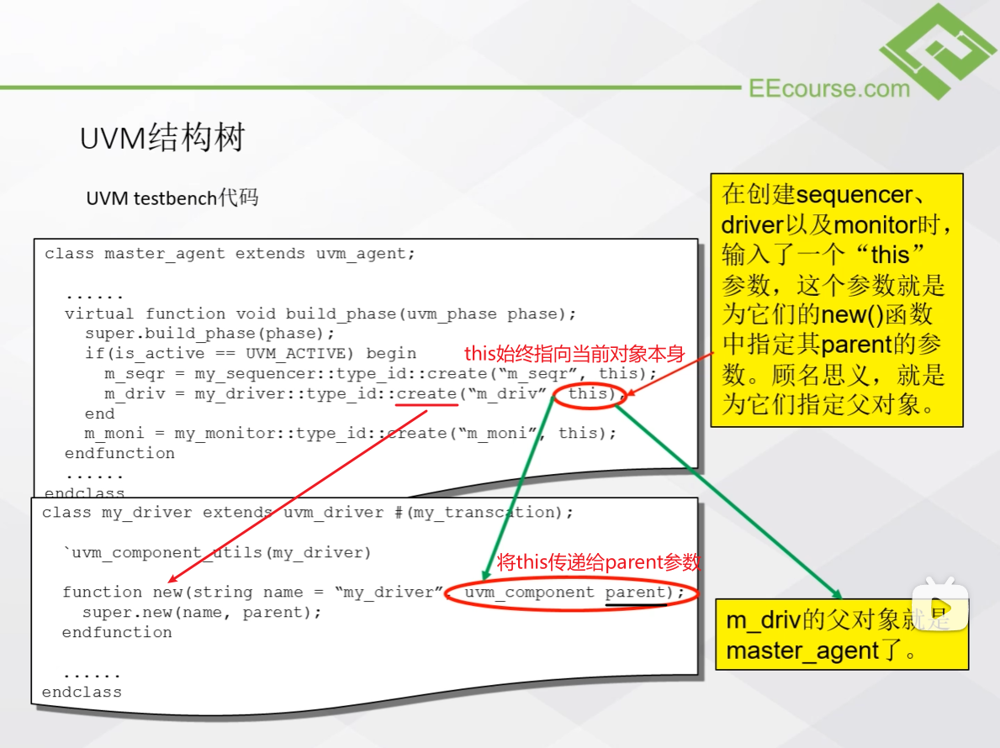 EEcourse.com
UVM结构树
UVM testbench代码
class master_agent extends uvm_agent;
......
virtual function void build_phase(uvm_phase phase);
super.build_phase(phase);
if(is_active == UVM_ACTIVE) begin
this始终指向当前对象本身
m_seqr = my_sequencer::type_id::create(“m_seqr”, this);
m_driv = my_driver::type_id::create(“m_driv”, this);
end
m_moni = my_monitor::type_id::create(“m_moni”, this);
endfunction
......
endclass
在创建sequencer、
driver以及monitor时，
输入了一个“this”
参数，这个参数就是
为它们的new()函数
中指定其parent的参
数。顾名思义，就是
为它们指定父对象。
class my_driver extends uvm_driver #(my_transcation);
`uvm_component_utils(my_driver)
将this传递给parent参数
function new(string name = “my_driver”, uvm_component parent);
super.new(name, parent);
endfunction
......
endclass
m_driv的父对象就是
master_agent了。